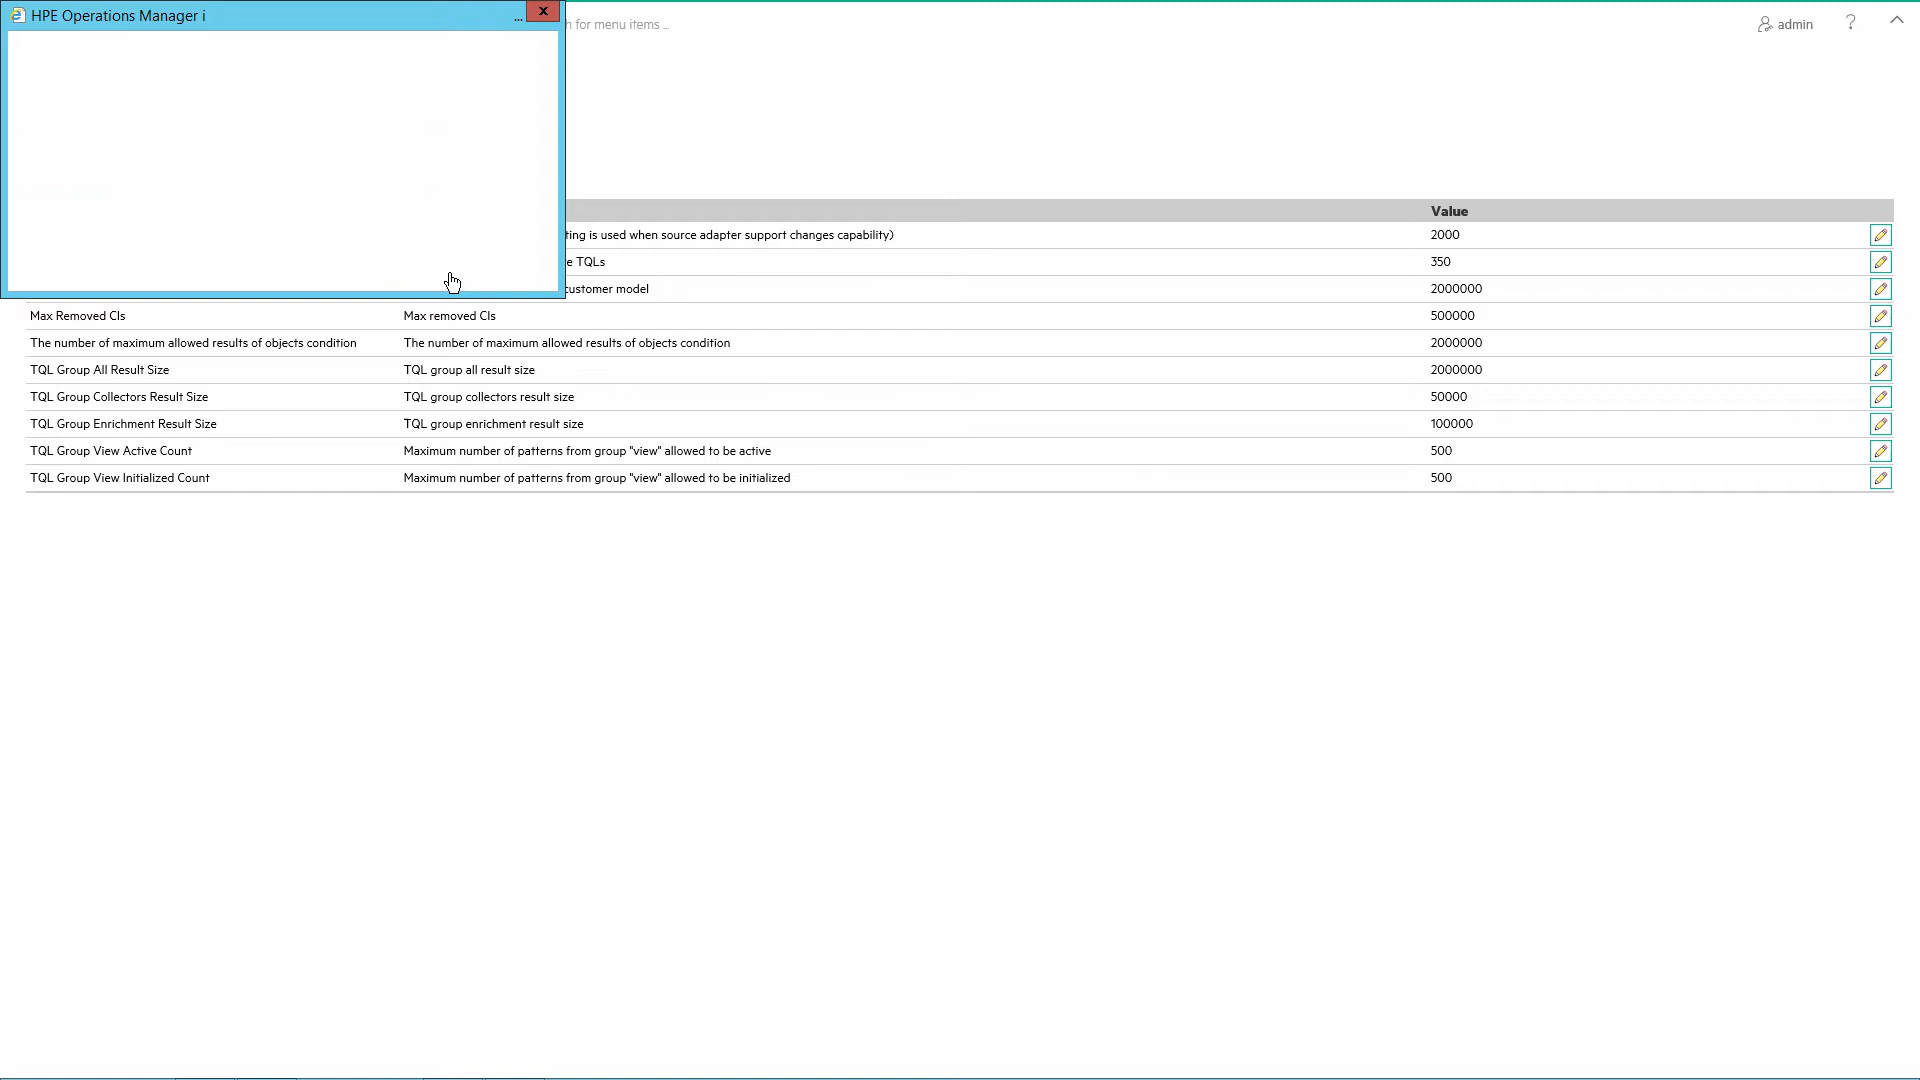 HPE Operations Manager i
...
x
h for menu items ...
admin
?
Value
ting is used when source adapter support changes capability) 2000
e TQLs 350
customer model 2000000
Max Removed CIs Max removed CIs 500000
The number of maximum allowed results of objects condition The number of maximum allowed results of objects condition 2000000
TQL Group All Result Size TQL group all result size 2000000
TQL Group Collectors Result Size TQL group collectors result size 50000
TQL Group Enrichment Result Size TQL group enrichment result size 100000
TQL Group View Active Count Maximum number of patterns from group "view" allowed to be active 500
TQL Group View Initialized Count Maximum number of patterns from group "view" allowed to be initialized 500